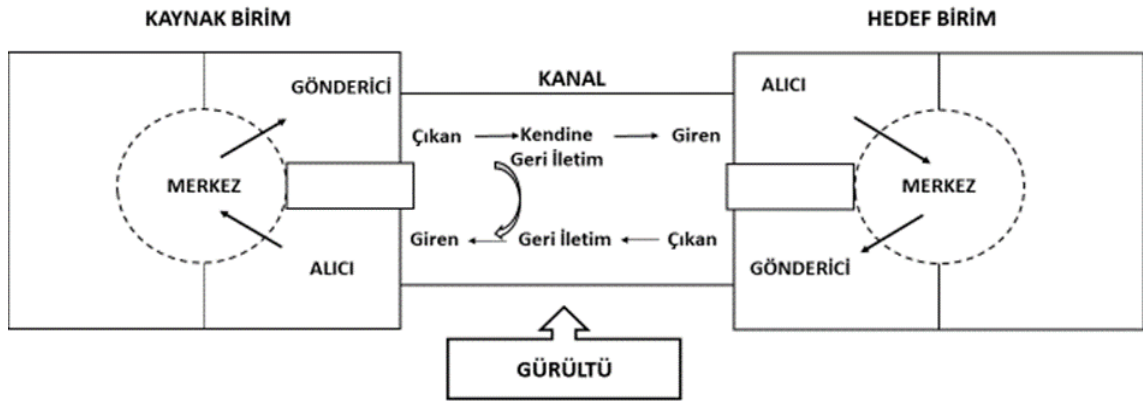 KAYNAK BİRİM
HEDEF BİRİM
GÖNDERİCİ
KANAL
ALICI
Çıkan
Kendine
Geri İletim
Giren
MERKEZ
MERKEZ
Giren
Geri İletim
Çıkan
ALICI
GÖNDERİCİ
GÜRÜLTÜ